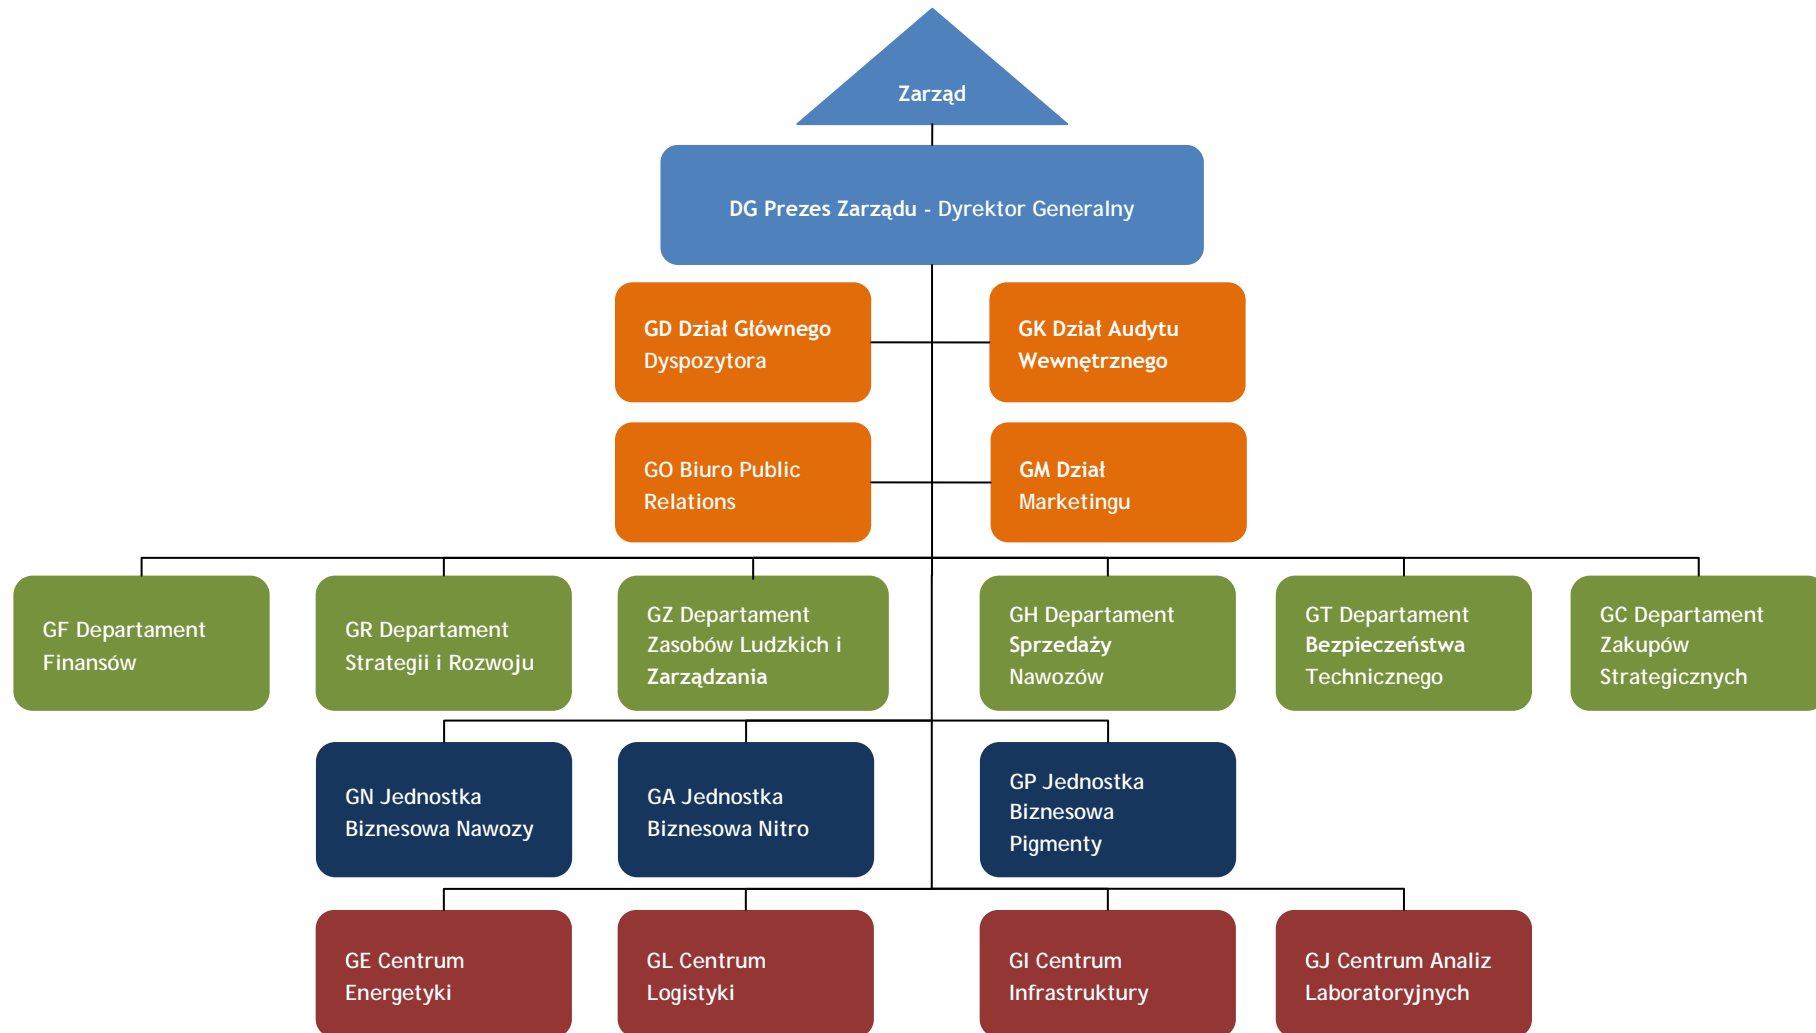 Zarząd
DG Prezes Zarządu - Dyrektor Generalny
GD Dział Głównego
Dyspozytora
GK Dział Audytu
Wewnętrznego
GO Biuro Public
Relations
GM Dział
Marketingu
GF Departament
Finansów
GR Departament
Strategii i Rozwoju
GZ Departament
Zasobów Ludzkich i
Zarządzania
GH Departament
Sprzedaży
Nawozów
GT Departament
Bezpieczeństwa
Technicznego
GC Departament
Zakupów
Strategicznych
GN Jednostka
Biznesowa Nawozy
GA Jednostka
Biznesowa Nitro
GP Jednostka
Biznesowa
Pigmenty
GE Centrum
Energetyki
GL Centrum
Logistyki
GI Centrum
Infrastruktury
GJ Centrum Analiz
Laboratoryjnych